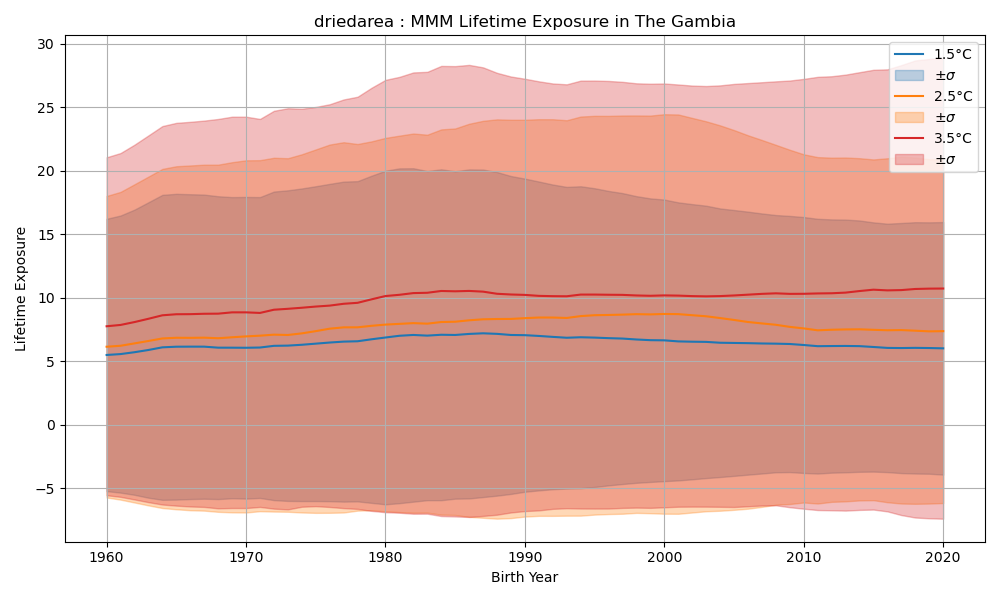 driedarea : MMM Lifetime Exposure in The Gambia
30
25
20
15
10
5
0
−5
Lifetime Exposure
1960
1970
1980
1990
2000
2010
2020
Birth Year
1.5°C
±σ
2.5°C
±σ
3.5°C
±σ